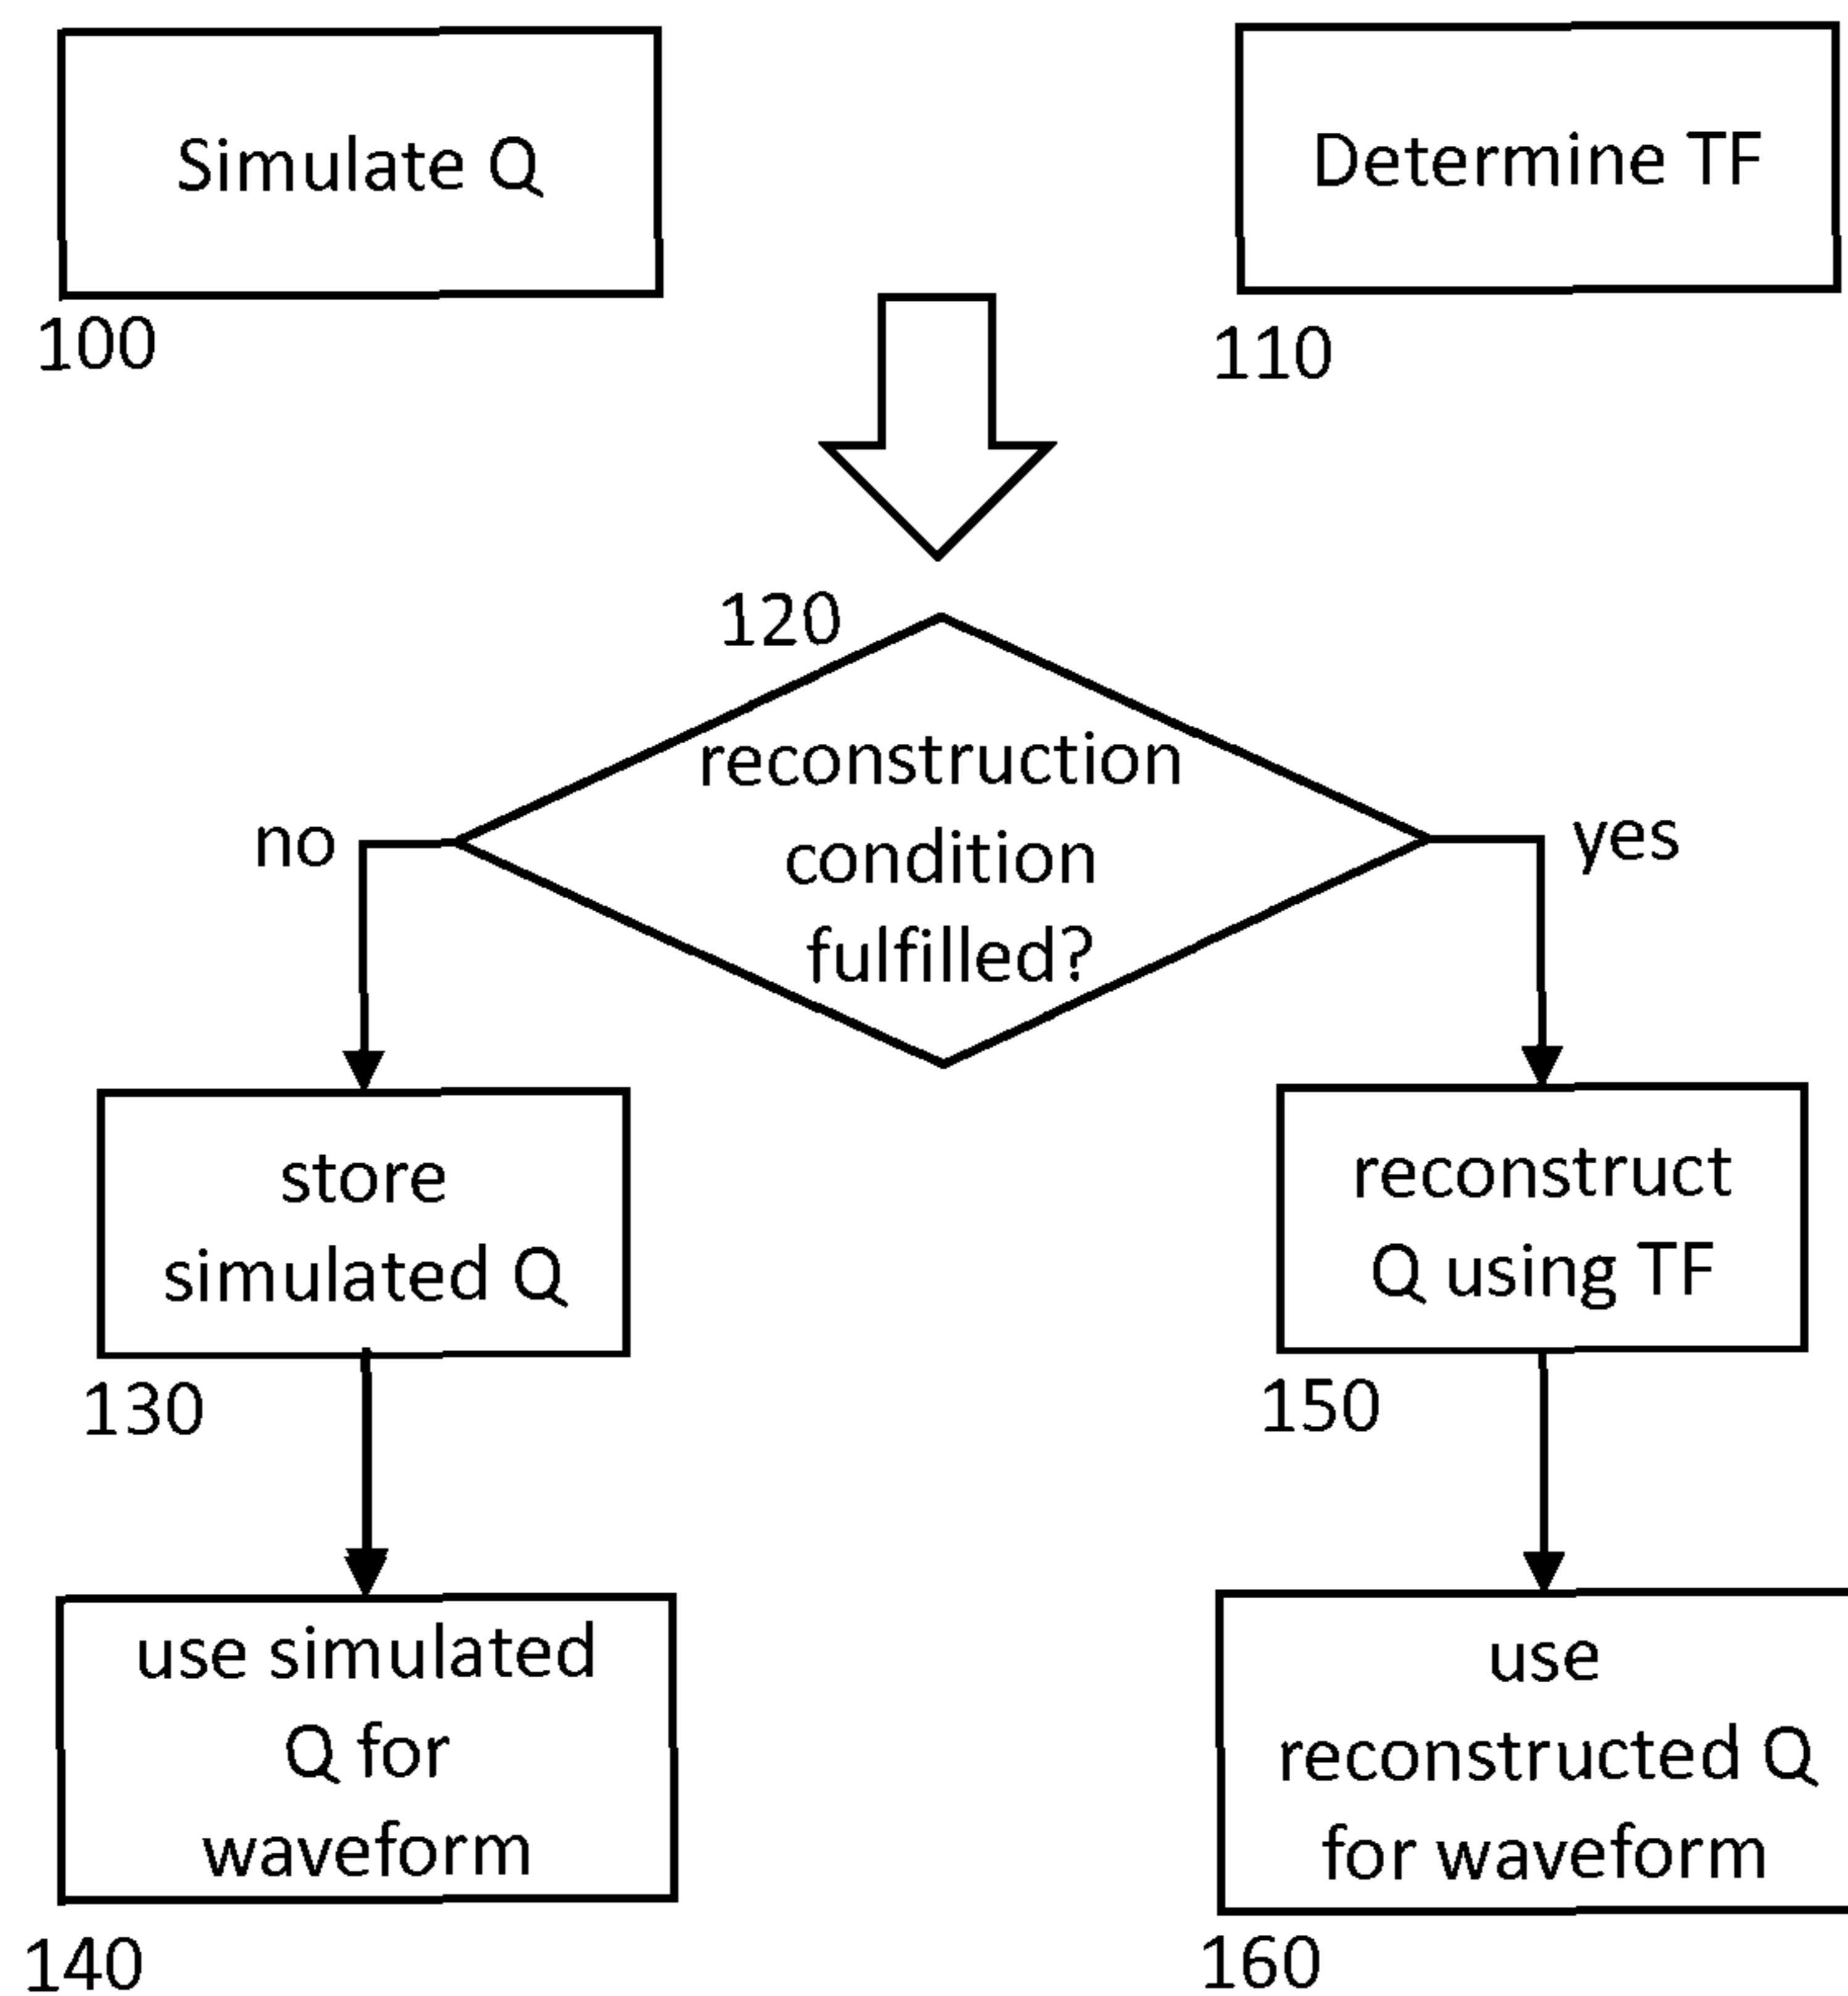 Simulate Q
100
Determine TF
110
120
reconstruction
condition
fulfilled?
no
yes
store
simulated Q
130
reconstruct
Q using TF
150
use simulated
Q for
waveform
140
use
reconstructed Q
for waveform
160